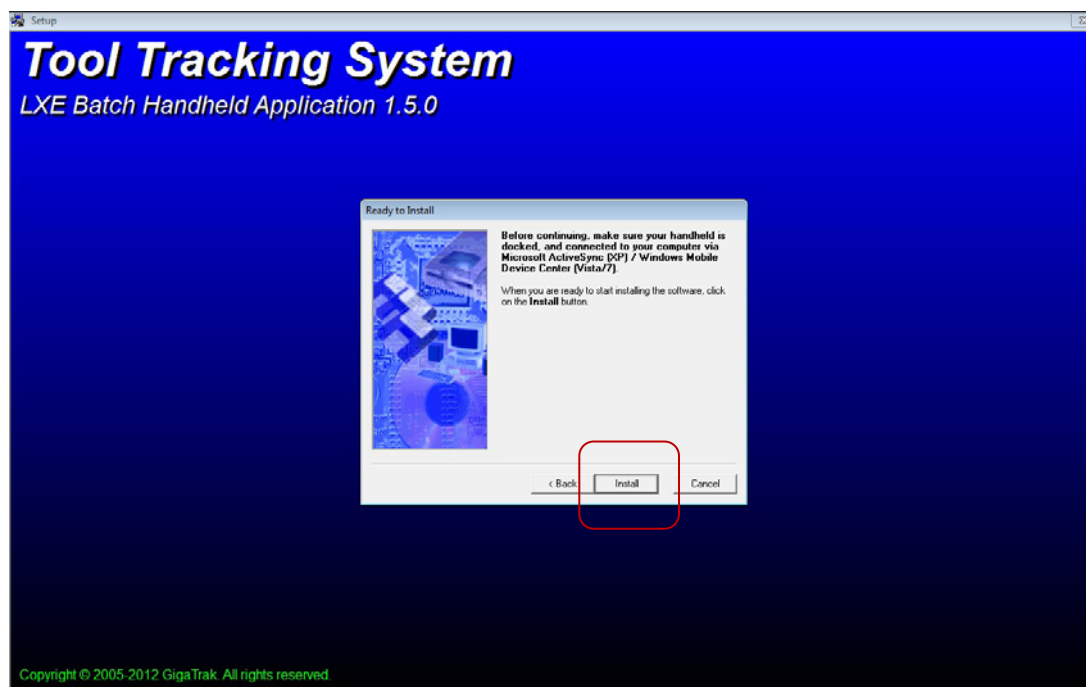 Setup
Tool Tracking System
LXE Batch Handheld Application 1.5.0
Ready to Install
Before continuing, make sure your handheld is
docked, and connected to your computer via
Microsoft ActiveSync (XP) / Windows Mobile
Device Center (Vista/7).
When you are ready to start installing the software, click
on the Install button.
< Back
Install
Cancel
Copyright © 2005-2012 GigaTrak. All rights reserved.